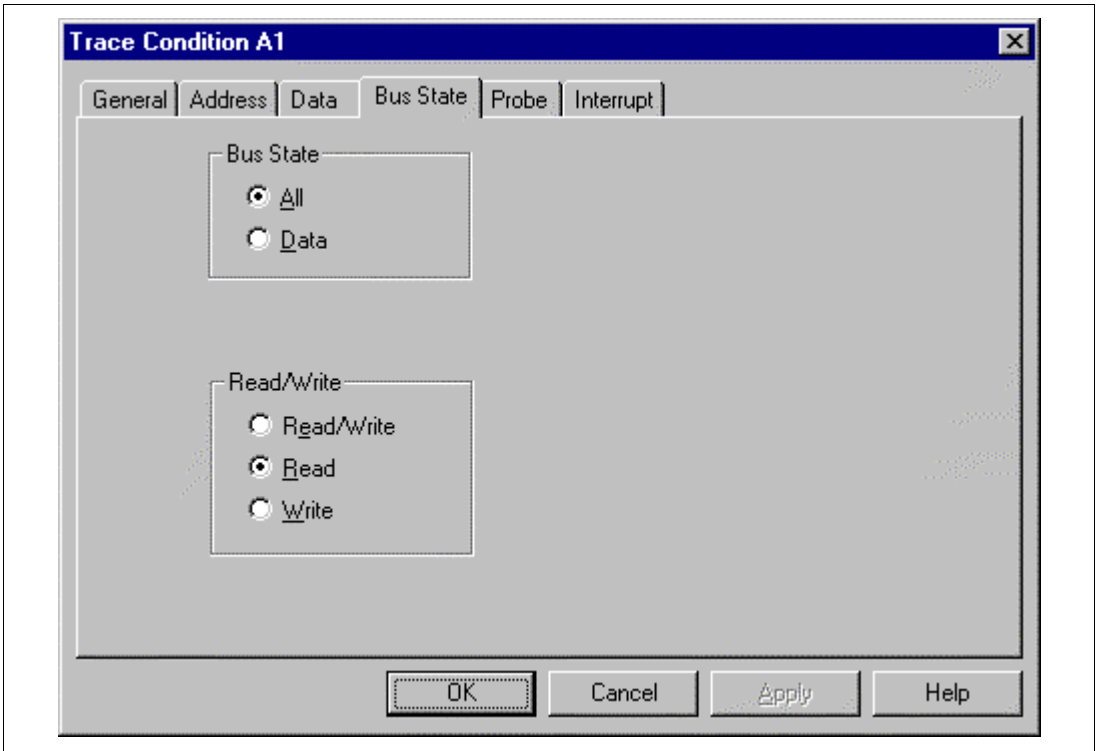 Trace Condition A1
General Address Data Bus State Probe Interrupt
Bus State
All
Data
Read/Write
Read/Write
Read
Write
OK Cancel Apply Help